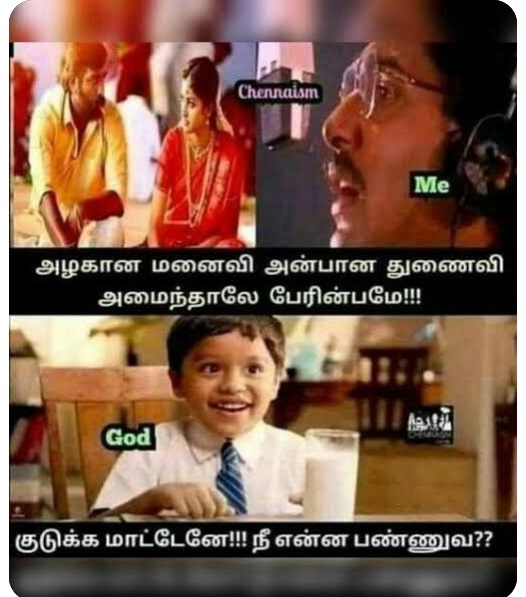 Chennaism
Me
அழகான மனைவி அன்பான துணைவி
அமைந்தாலே பேரின்பமே!!!
God
குடுக்க மாட்டேனே!!! நீ என்ன பண்ணுவ??